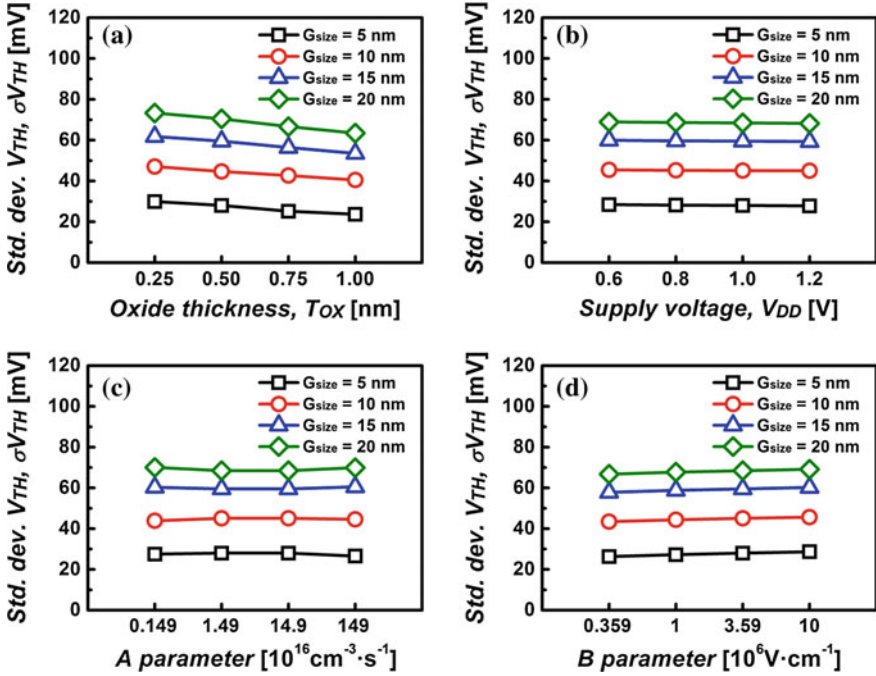 (a)
Gsize = 5 nm
Gsize = 10 nm
Gsize = 15 nm
Gsize = 20 nm
Std. dev. VTH, σVTH [mV]
120
100
80
60
40
20
0
0.25 0.50 0.75 1.00
Oxide thickness, TOX [nm]
(b)
Gsize = 5 nm
Gsize = 10 nm
Gsize = 15 nm
Gsize = 20 nm
Std. dev. VTH, σVTH [mV]
120
100
80
60
40
20
0
0.6 0.8 1.0 1.2
Supply voltage, VDD [V]
(c)
Gsize = 5 nm
Gsize = 10 nm
Gsize = 15 nm
Gsize = 20 nm
Std. dev. VTH, σVTH [mV]
120
100
80
60
40
20
0
0.149 1.49 14.9 149
A parameter [10¹⁶cm⁻³·s⁻¹]
(d)
Gsize = 5 nm
Gsize = 10 nm
Gsize = 15 nm
Gsize = 20 nm
Std. dev. VTH, σVTH [mV]
120
100
80
60
40
20
0
0.359 1 3.59 10
B parameter [10⁶V·cm⁻¹]